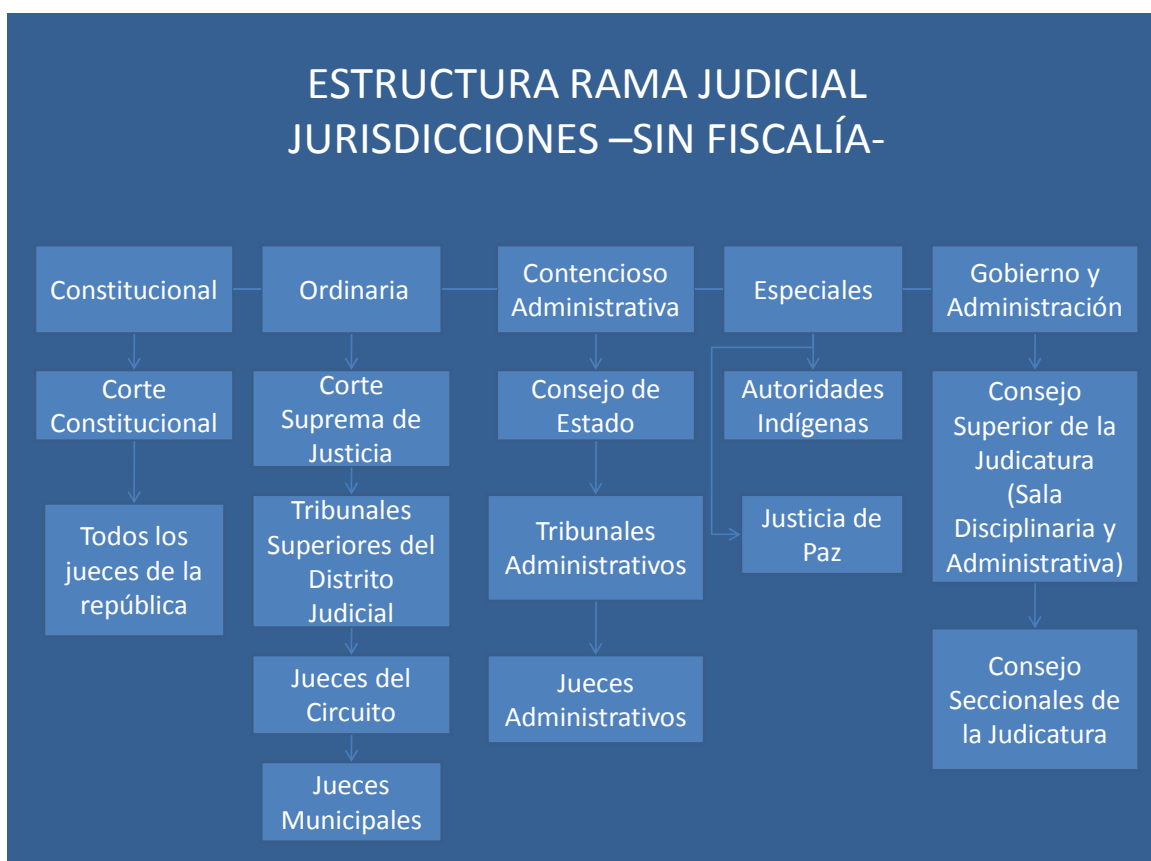 ESTRUCTURA RAMA JUDICIAL
JURISDICCIONES –SIN FISCALÍA-
Constitucional
Ordinaria
Contencioso
Administrativa
Especiales
Gobierno y
Administración
Corte
Constitucional
Todos los
jueces de la
república
Corte
Suprema de
Justicia
Tribunales
Superiores del
Distrito
Judicial
Jueces del
Circuito
Jueces
Municipales
Consejo de
Estado
Tribunales
Administrativos
Jueces
Administrativos
Autoridades
Indígenas
Justicia de
Paz
Consejo
Superior de la
Judicatura
(Sala
Disciplinaria y
Administrativa)
Consejo
Seccionales de
la Judicatura